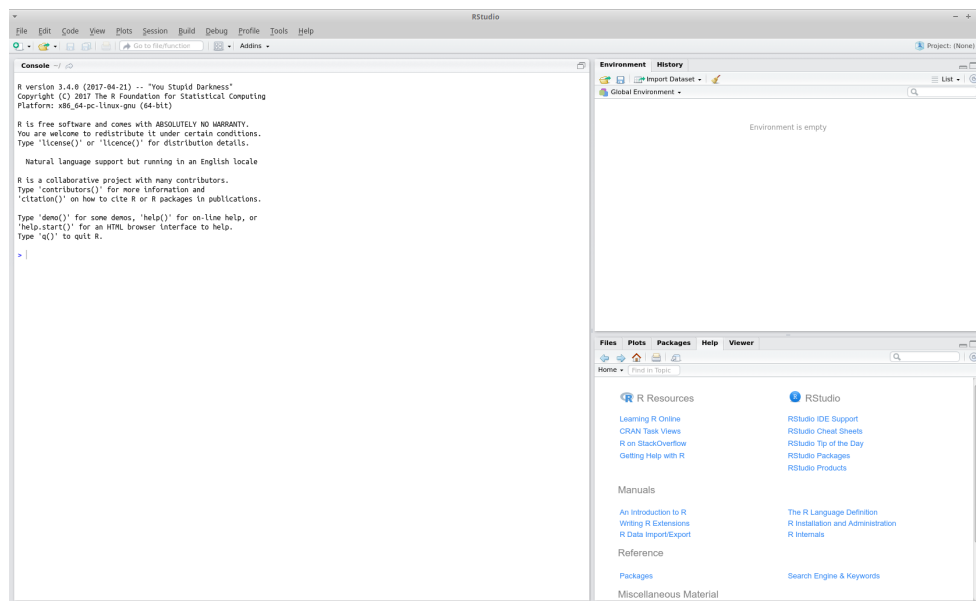 RStudio
File Edit Code View Plots Session Build Debug Profile Tools Help
Go to file/function Addins Project: (None)
Console ~/
R version 3.4.0 (2017-04-21) -- "You Stupid Darkness"
Copyright (C) 2017 The R Foundation for Statistical Computing
Platform: x86_64-pc-linux-gnu (64-bit)
R is free software and comes with ABSOLUTELY NO WARRANTY.
You are welcome to redistribute it under certain conditions.
Type 'license()' or 'licence()' for distribution details.
Natural language support but running in an English locale
R is a collaborative project with many contributors.
Type 'contributors()' for more information and
'citation()' on how to cite R or R packages in publications.
Type 'demo()' for some demos, 'help()' for on-line help, or
'help.start()' for an HTML browser interface to help.
Type 'q()' to quit R.
>
Environment History
Import Dataset List
Global Environment
Environment is empty
Files Plots Packages Help Viewer
Home Find in Topic
R Resources
Learning R Online
CRAN Task Views
R on StackOverflow
Getting Help with R
RStudio
RStudio IDE Support
RStudio Cheat Sheets
RStudio Tip of the Day
RStudio Packages
RStudio Products
Manuals
An Introduction to R
Writing R Extensions
R Data Import/Export
The R Language Definition
R Installation and Administration
R Internals
Reference
Packages
Search Engine & Keywords
Miscellaneous Material